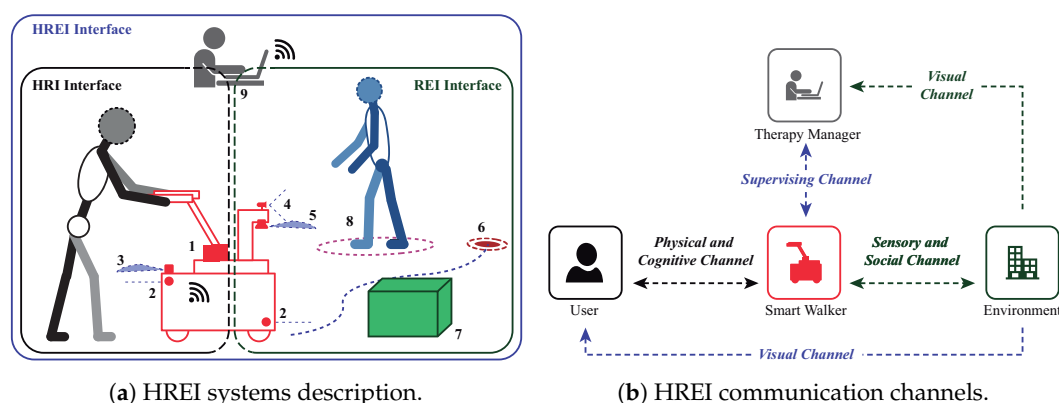 HREI Interface
HRI Interface
REI Interface
9
4
5
8
6
1
3
2
2
7
(a) HREI systems description.
Visual
Channel
Therapy Manager
Supervising Channel
Physical and
Cognitive Channel
Sensory and
Social Channel
User
Smart Walker
Environment
Visual Channel
(b) HREI communication channels.